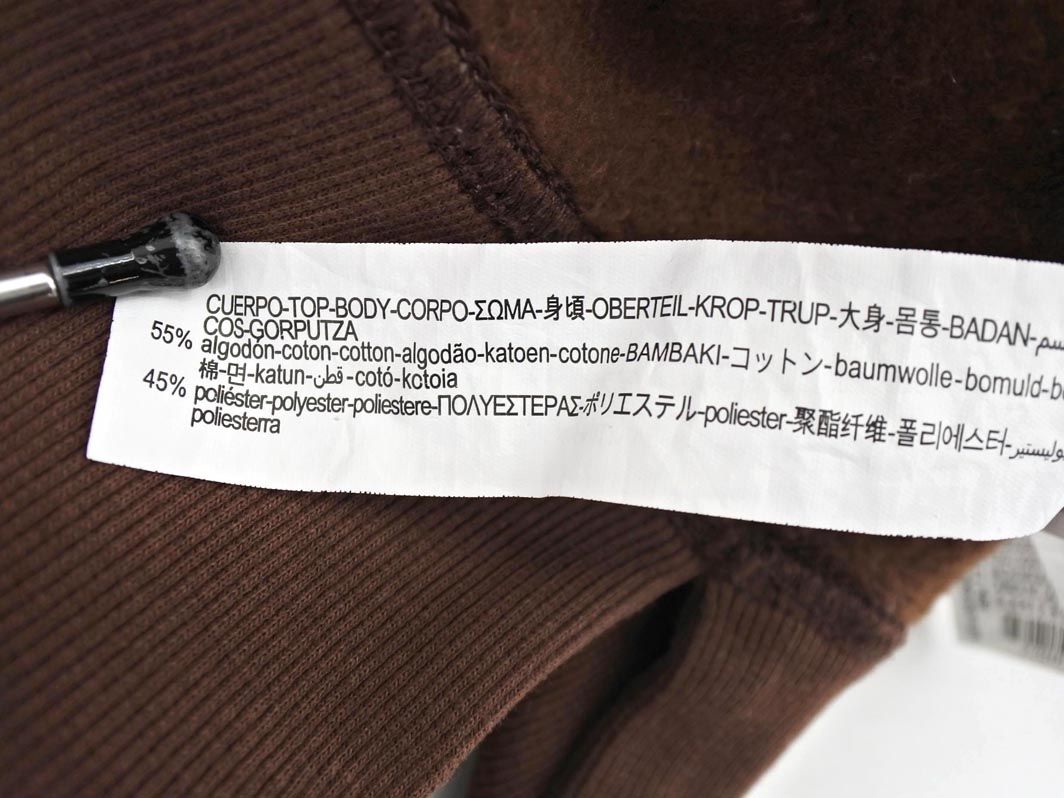 CUERPO-TOP-BODY-CORPO-ΣΩΜΑ-身頃-OBERTEIL-KROP-TRUP-大身-몸통-BADAN-
COS-GORPUTZA
55% algodón-coton-cotton-algodão-katoen-cotone-BAMBAKI-コットン-baumwolle-bomuld-
棉-면-katun-قطن-cotó-kotoia
45% poliéster-polyester-poliestere-ΠΟΛΥΕΣΤΕΡΑΣ-ポリエステル-poliester-聚酯纤维-폴리에스터-
poliesterra